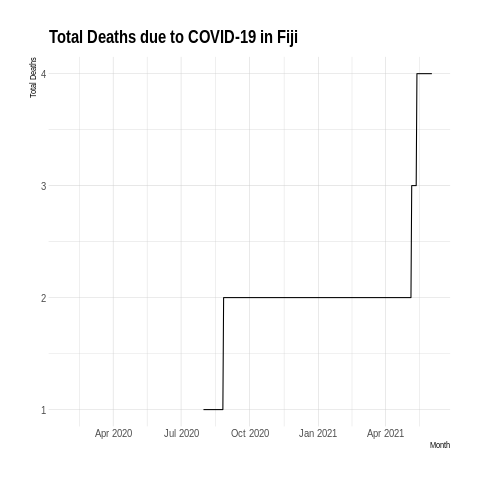 Total Deaths due to COVID-19 in Fiji
Total Deaths
4
3
2
1
Apr 2020 Jul 2020 Oct 2020 Jan 2021 Apr 2021
Month